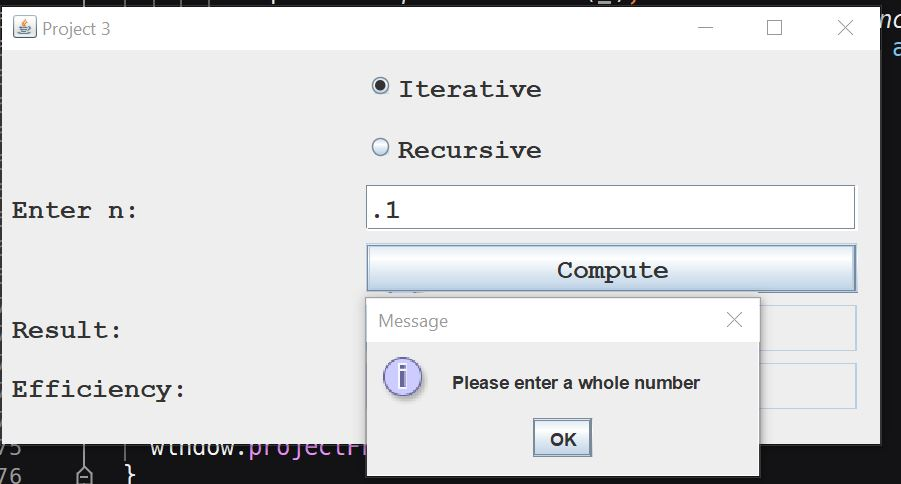 Project 3
Iterative
Recursive
Enter n:
.1
Compute
Result:
Message
Please enter a whole number
Efficiency:
OK
75 window.projectF
76 }